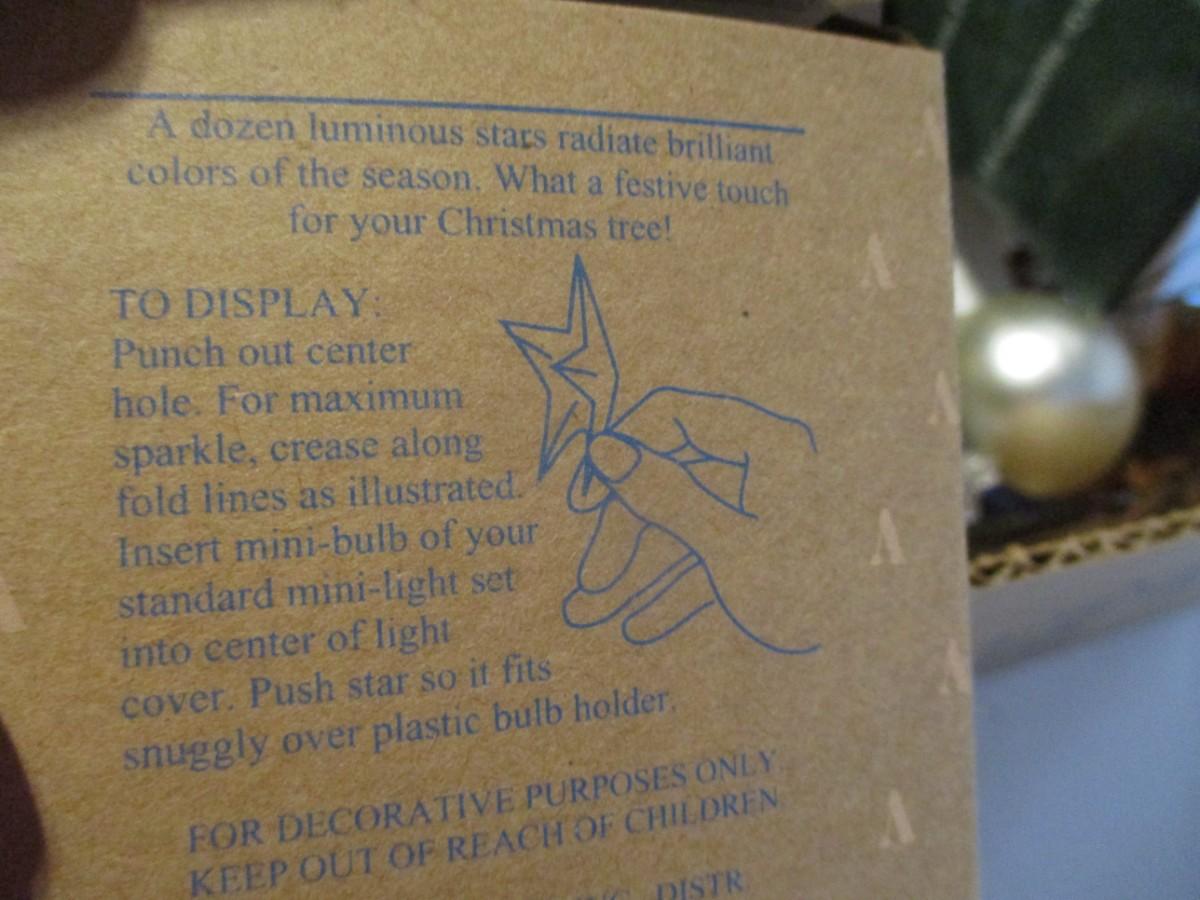 A dozen luminous stars radiate brilliant
colors of the season. What a festive touch
for your Christmas tree!
TO DISPLAY:
Punch out center
hole. For maximum
sparkle, crease along
fold lines as illustrated.
Insert mini-bulb of your
standard mini-light set
into center of light
cover. Push star so it fits
snuggly over plastic bulb holder.
FOR DECORATIVE PURPOSES ONLY
KEEP OUT OF REACH OF CHILDREN
DISTR
A
A
A
A
A